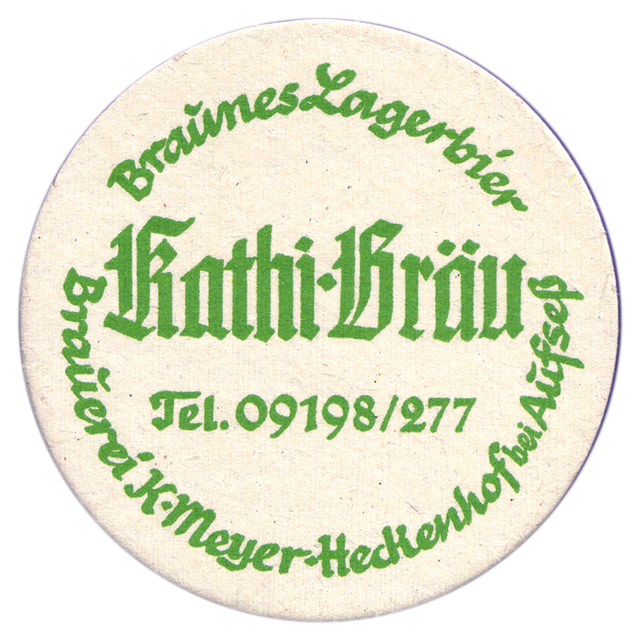 Braunes Lagerbier
Kathi-Bräu
Tel. 09198/277
Brauerei K. Meyer-Heckenhof bei Aufseß